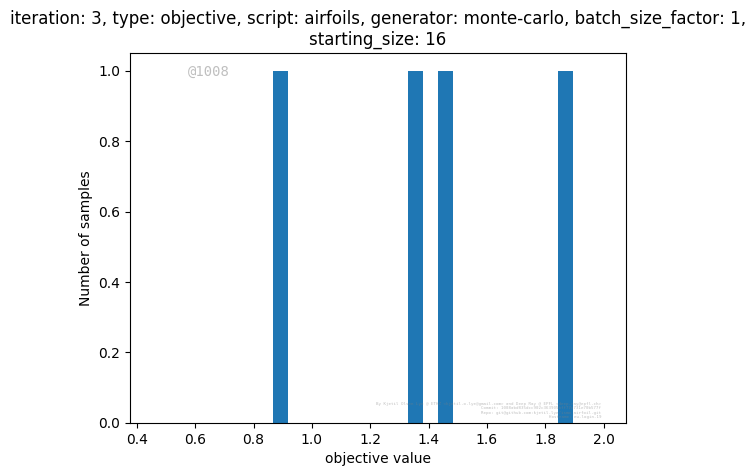 iteration: 3, type: objective, script: airfoils, generator: monte-carlo, batch_size_factor: 1,
starting_size: 16
@1008
1.0
0.8
0.6
0.4
0.2
0.0
Number of samples
0.4 0.6 0.8 1.0 1.2 1.4 1.6 1.8 2.0
objective value